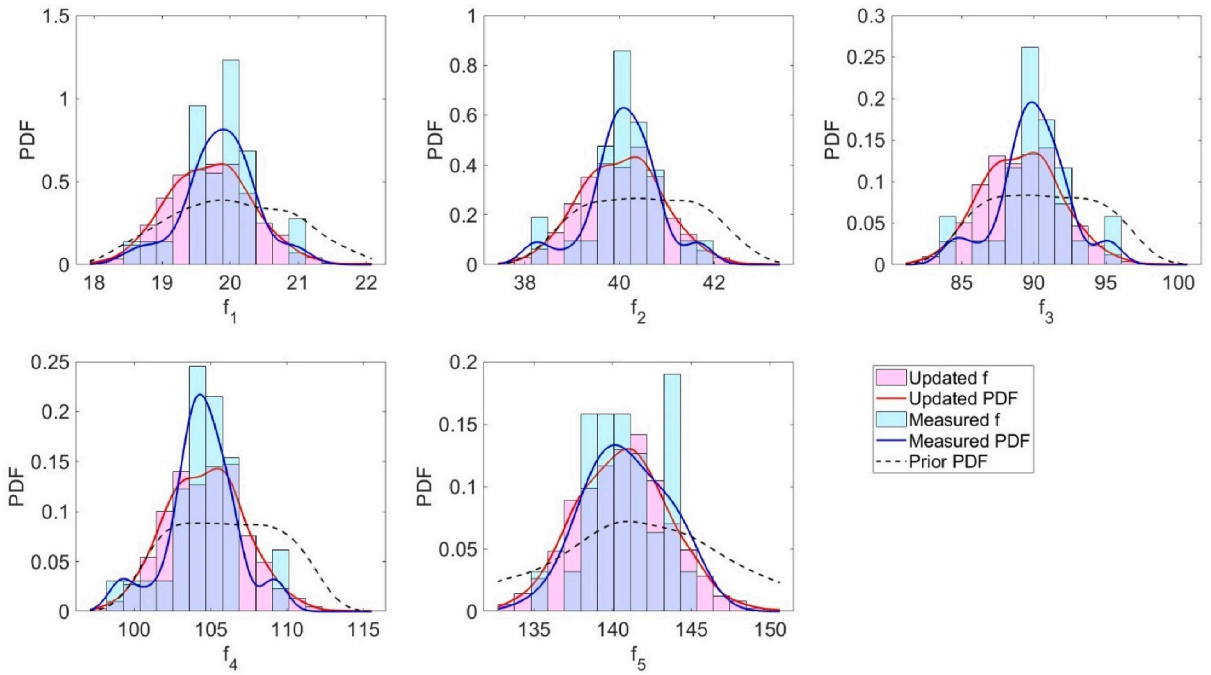 1.5
1
0.5
0
PDF
18 19 20 21 22
f1
1
0.8
0.6
0.4
0.2
0
PDF
38 40 42
f2
0.3
0.25
0.2
0.15
0.1
0.05
0
PDF
85 90 95 100
f3
0.25
0.2
0.15
0.1
0.05
0
PDF
100 105 110 115
f4
0.2
0.15
0.1
0.05
0
PDF
135 140 145 150
f5
Updated f
Updated PDF
Measured f
Measured PDF
Prior PDF